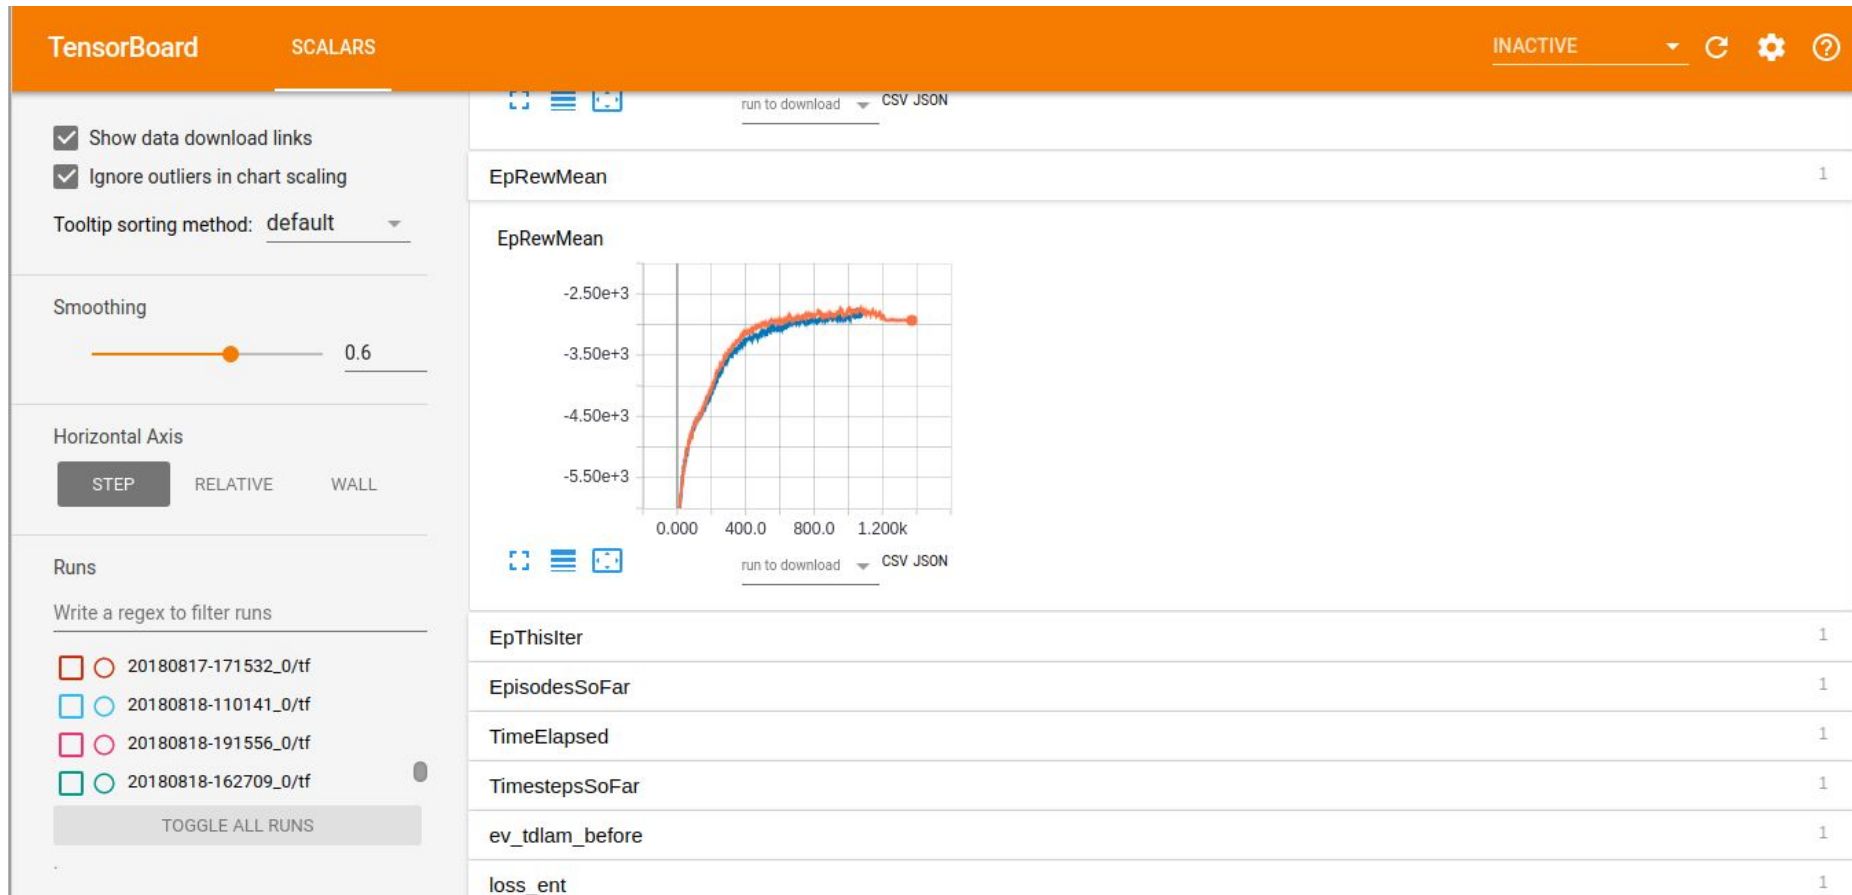 TensorBoard SCALARS INACTIVE
run to download CSV JSON
Show data download links
Ignore outliers in chart scaling
Tooltip sorting method: default
Smoothing
0.6
Horizontal Axis
STEP RELATIVE WALL
Runs
Write a regex to filter runs
20180817-171532_0/tf
20180818-110141_0/tf
20180818-191556_0/tf
20180818-162709_0/tf
TOGGLE ALL RUNS
.
EpRewMean 1
EpRewMean
-2.50e+3
-3.50e+3
-4.50e+3
-5.50e+3
0.000 400.0 800.0 1.200k
run to download CSV JSON
EpThisIter 1
EpisodesSoFar 1
TimeElapsed 1
TimestepsSoFar 1
ev_tdlam_before 1
loss_ent 1